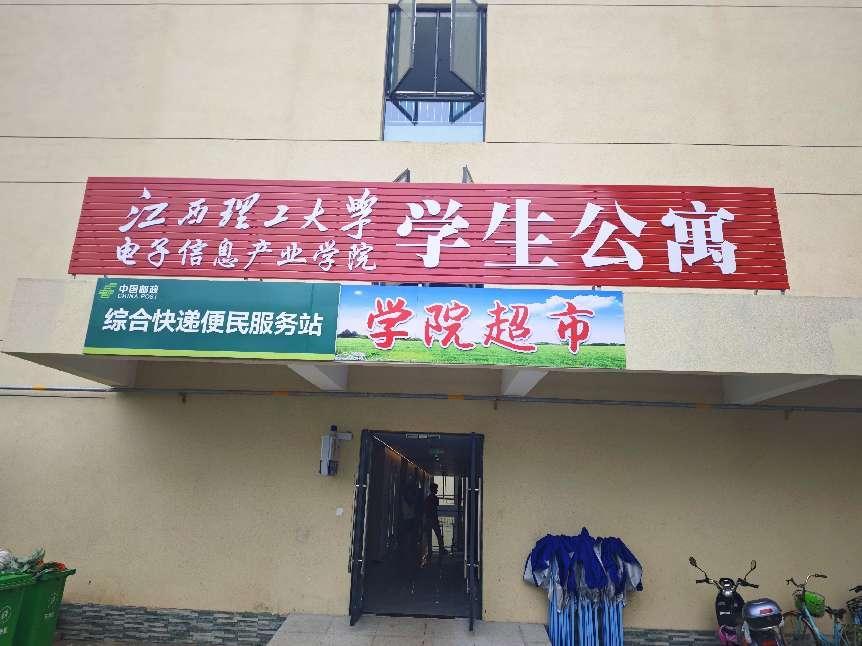 江西理工大学
电子信息产业学院
学生公寓
中国邮政
CHINA POST
综合快递便民服务站
学院超市